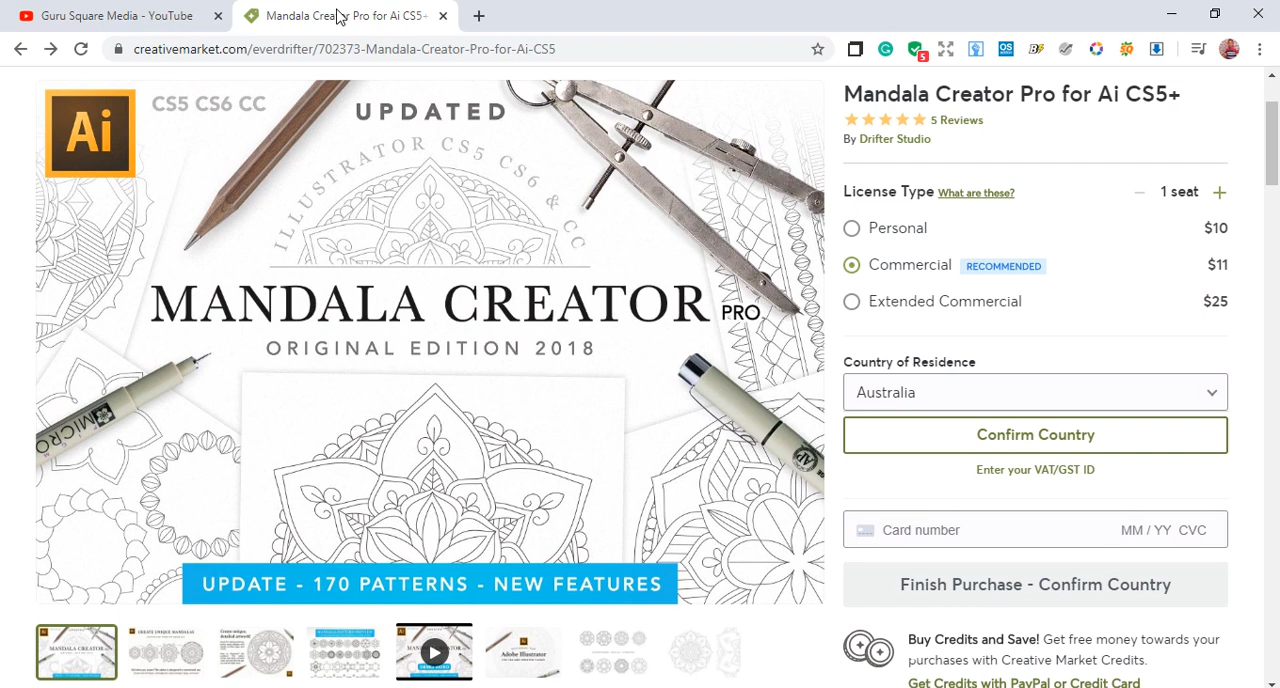 Guru Square Media - YouTube
Mandala Creator Pro for Ai CS5+
creativemarket.com/everdrifter/702373-Mandala-Creator-Pro-for-Ai-CS5
5
Ai
CS5 CS6 CC
UPDATED
ILLUSTRATOR CS5 CS6 & CC
MANDALA CREATOR PRO
ORIGINAL EDITION 2018
MICRO
UPDATE - 170 PATTERNS - NEW FEATURES
Mandala Creator Pro for Ai CS5+
5 Reviews
By Drifter Studio
License Type What are these? 1 seat
Personal $10
Commercial RECOMMENDED $11
Extended Commercial $25
Country of Residence
Australia
Confirm Country
Enter your VAT/GST ID
Card number MM / YY CVC
Finish Purchase - Confirm Country
Buy Credits and Save! Get free money towards your
purchases with Creative Market Credits.
Get Credits with PayPal or Credit Card